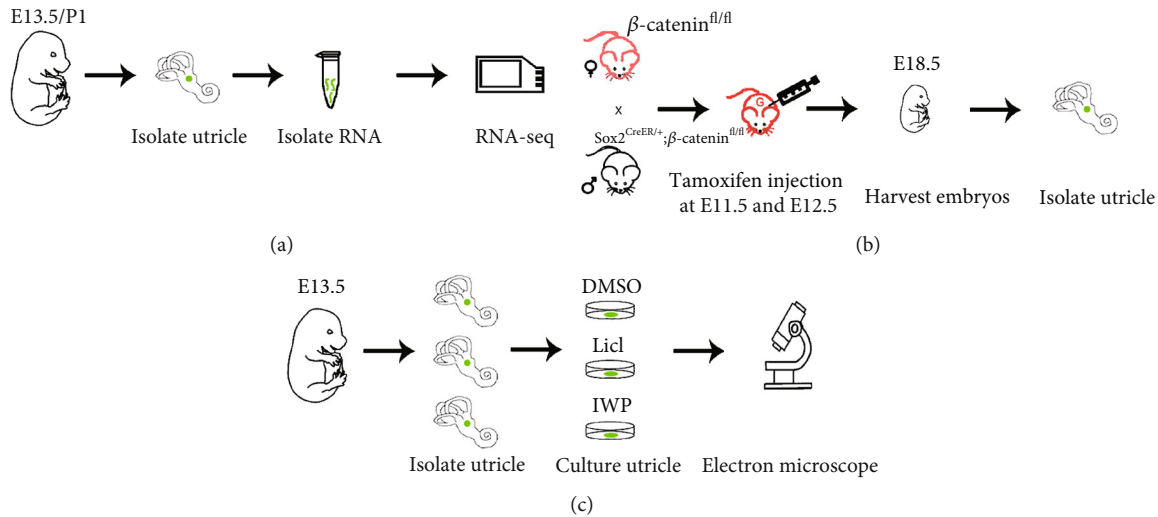 E13.5/P1
Isolate utricle
Isolate RNA
RNA-seq
(a)
β-catenin^fl/fl
♀
x
Sox2^CreER/+;β-catenin^fl/fl
♂
G
Tamoxifen injection
at E11.5 and E12.5
E18.5
Harvest embryos
Isolate utricle
(b)
E13.5
Isolate utricle
DMSO
Licl
IWP
Culture utricle
Electron microscope
(c)